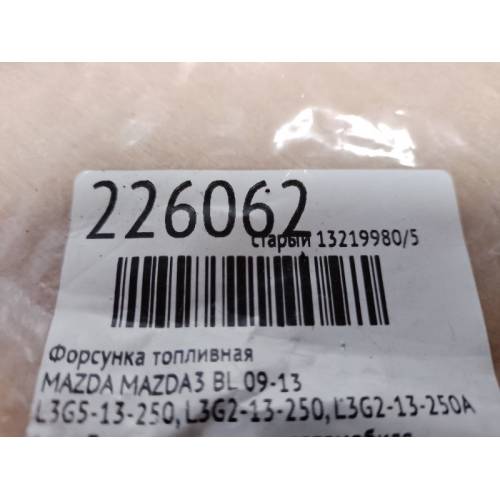 226062
старый 13219980/5
Форсунка топливная
MAZDA MAZDA3 BL 09-13
L3G5-13-250, L3G2-13-250, L3G2-13-250A